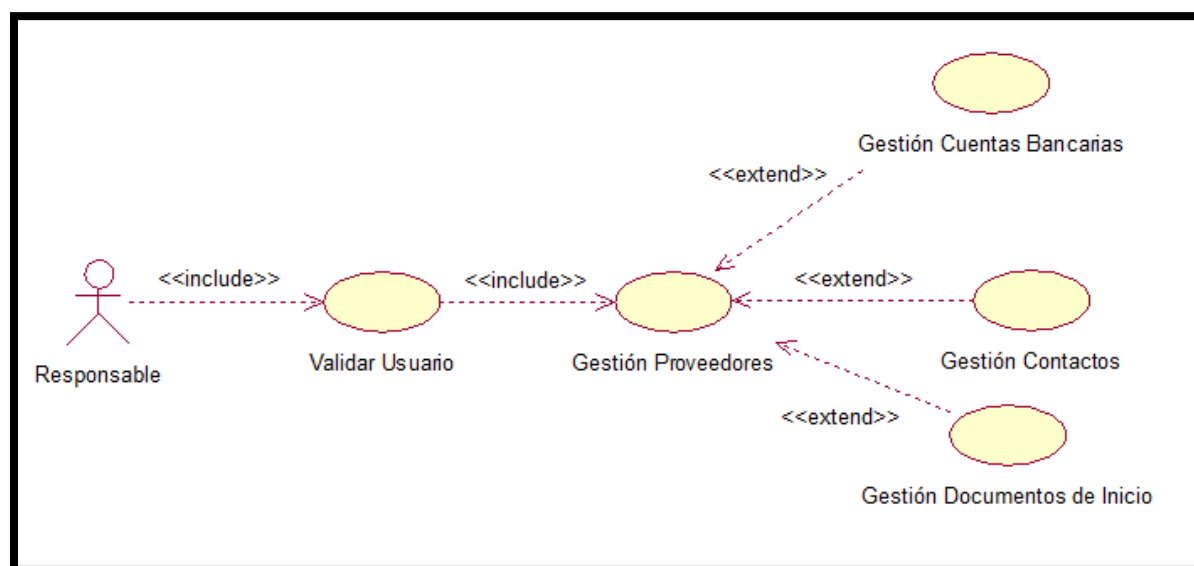 Gestión Cuentas Bancarias
<<extend>>
<<include>>
<<include>>
<<extend>>
Responsable
Validar Usuario
Gestión Proveedores
Gestión Contactos
<<extend>>
Gestión Documentos de Inicio